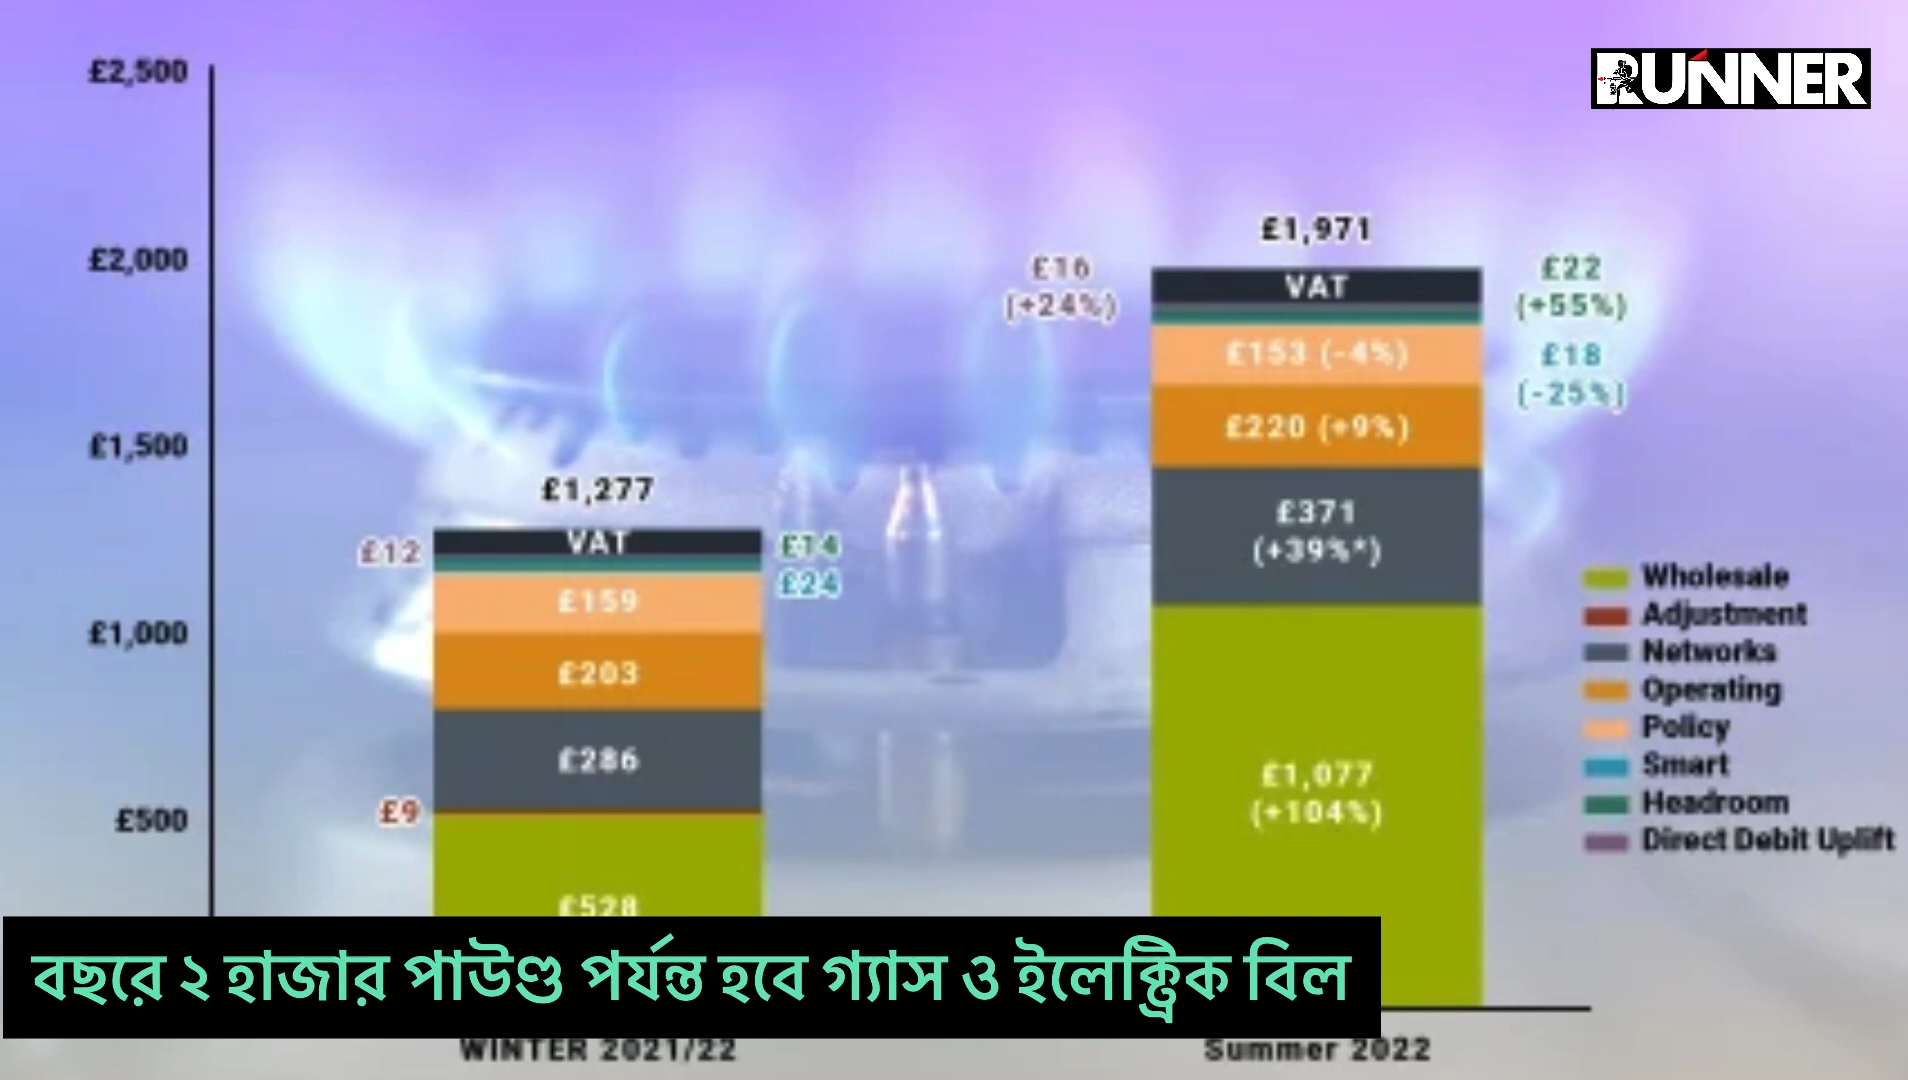 £2,500
£2,000
£1,500
£1,000
£500
RUNNER
£1,277
VAT
£12
£14
£24
£159
£203
£286
£9
£528
WINTER 2021/22
£1,971
VAT
£16
(+24%)
£22
(+55%)
£18
(-25%)
£153 (-4%)
£220 (+9%)
£371
(+39%*)
£1,077
(+104%)
Summer 2022
Wholesale
Adjustment
Networks
Operating
Policy
Smart
Headroom
Direct Debit Uplift
বছরে ২ হাজার পাউণ্ড পর্যন্ত হবে গ্যাস ও ইলেক্ট্রিক বিল